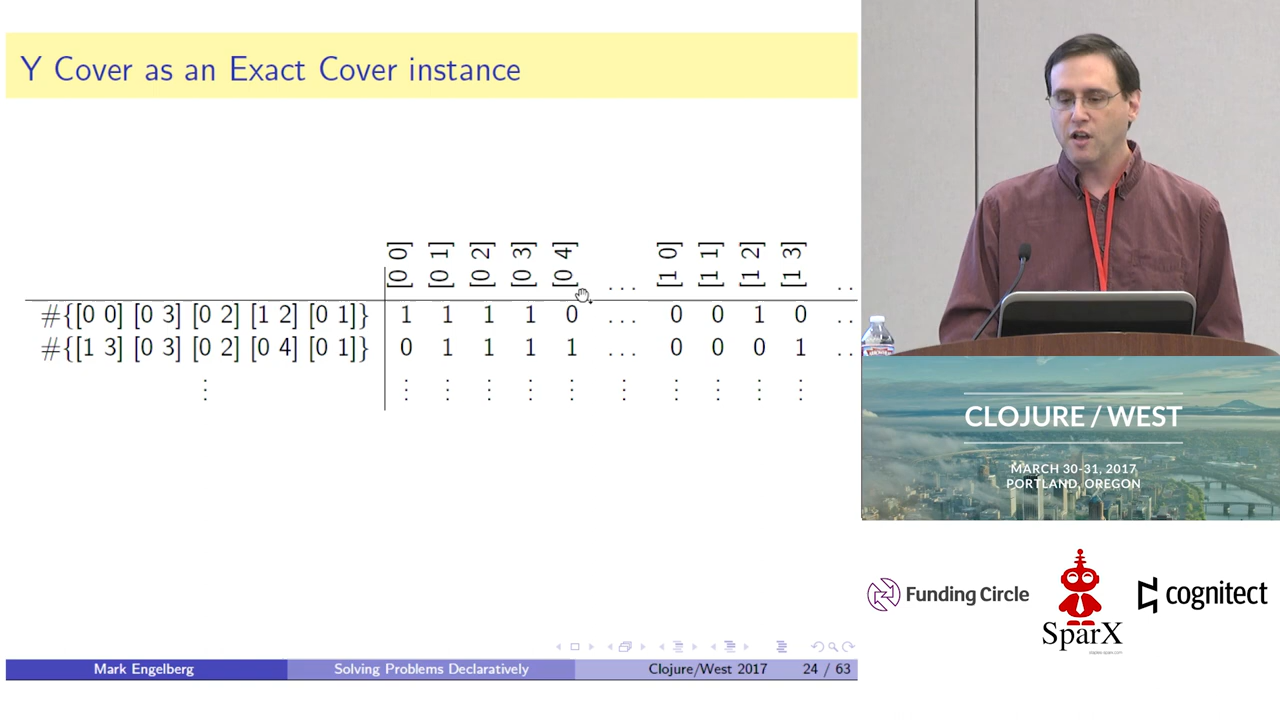 Y Cover as an Exact Cover instance
[0 0] [0 1] [0 2] [0 3] [0 4] ... [1 0] [1 1] [1 2] [1 3] ..
#{[0 0] [0 3] [0 2] [1 2] [0 1]} 1 1 1 1 0 ... 0 0 1 0 ..
#{[1 3] [0 3] [0 2] [0 4] [0 1]} 0 1 1 1 1 ... 0 0 0 1 ..
⋮ ⋮ ⋮ ⋮ ⋮ ⋮ ⋮ ⋮ ⋮ ⋮ ⋮
Mark Engelberg
Solving Problems Declaratively
Clojure/West 2017
24 / 63
CLOJURE / WEST
MARCH 30-31, 2017
PORTLAND, OREGON
Funding Circle
SparX
cognitect